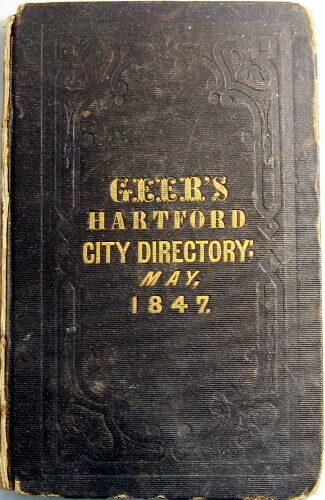 GEER'S
HARTFORD
CITY DIRECTORY;
MAY,
1847.